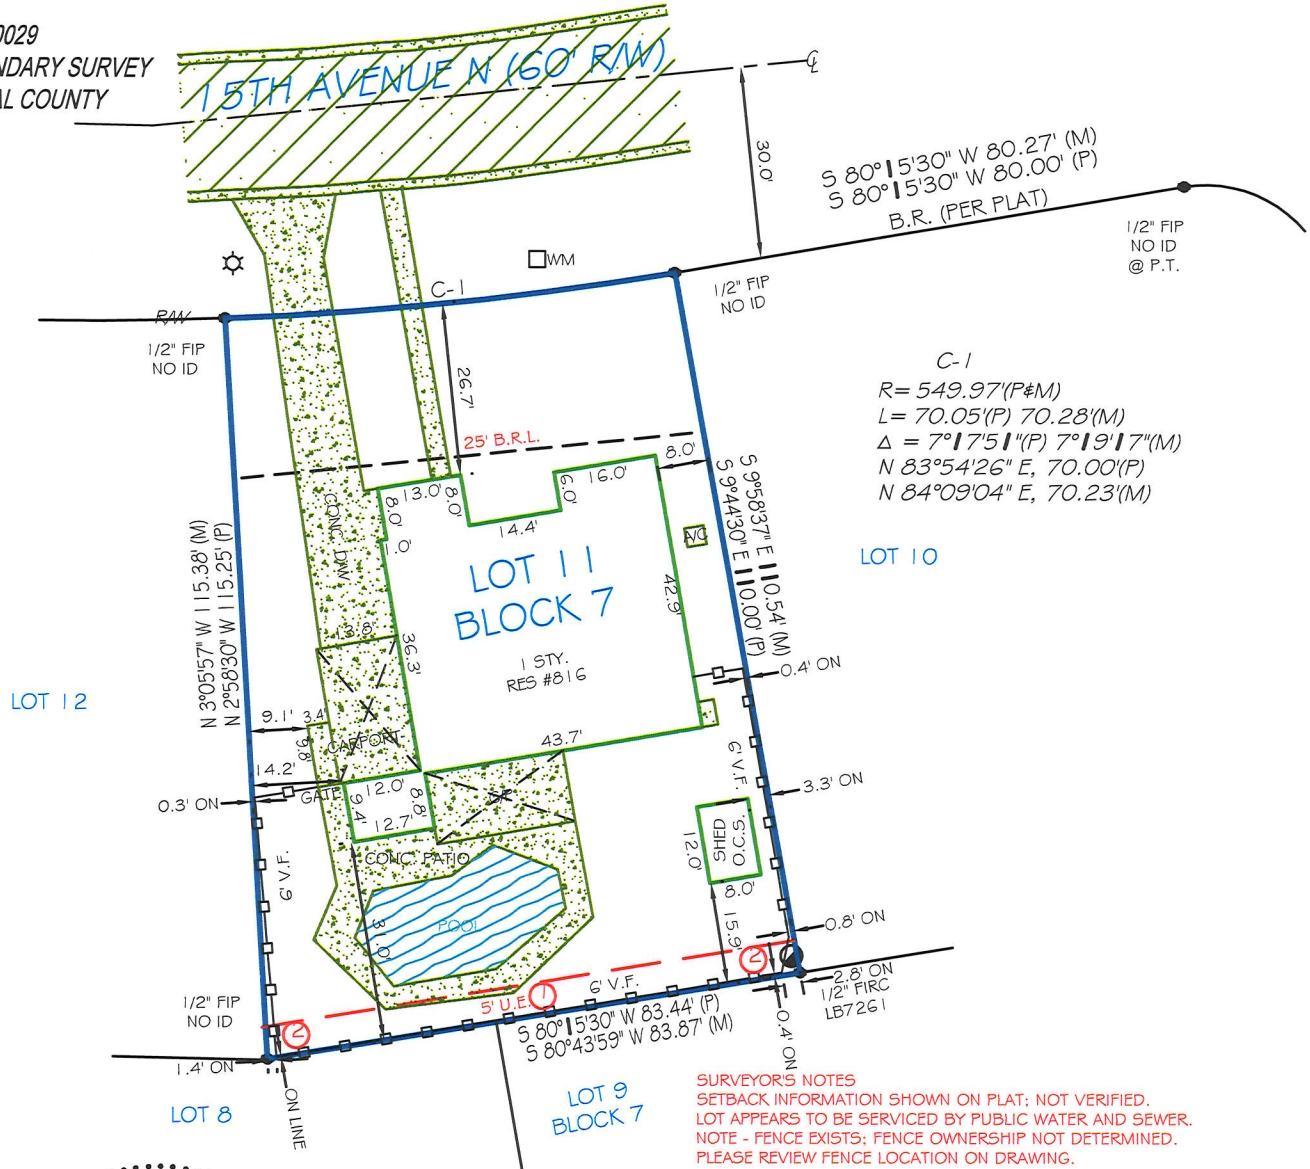 0029
NDARY SURVEY
AL COUNTY
15TH AVENUE N (60' R/W)
30.0'
S 80°15'30" W 80.27' (M)
S 80°15'30" W 80.00' (P)
B.R. (PER PLAT)
1/2" FIP
NO ID
@ P.T.
WM
C-1
1/2" FIP
NO ID
R/W
1/2" FIP
NO ID
C-1
R= 549.97'(P&M)
L= 70.05'(P) 70.28'(M)
Δ = 7°17'51"(P) 7°19'17"(M)
N 83°54'26" E, 70.00'(P)
N 84°09'04" E, 70.23'(M)
26.7'
25' B.R.L.
8.0'
13.0'
8.0'
8.0'
6.0'
16.0'
14.4'
1.0'
CONC. D/W
A/C
S 9°58'37" E 110.54' (M)
S 9°44'30" E 110.00' (P)
LOT 10
LOT 11
BLOCK 7
1 STY.
RES #816
42.9'
36.3'
13.8'
N 3°05'57" W 115.38' (M)
N 2°58'30" W 115.25' (P)
LOT 12
0.4' ON
9.1'
3.4'
9.8'
CARPORT
43.7'
14.2'
GATE
12.0'
0.3' ON
9.4'
8.8'
12.7'
6' V.F.
3.3' ON
SHED
O.C.S.
12.0'
8.0'
CONC. PATIO
6' V.F.
POOL
31.0'
15.9'
0.8' ON
2
2.8' ON
1/2" FIRC
LB7261
1/2" FIP
NO ID
2
5' U.E.
1
6' V.F.
S 80°15'30" W 83.44' (P)
S 80°43'59" W 83.87' (M)
0.4' ON
1.4' ON
ON LINE
LOT 8
LOT 9
BLOCK 7
SURVEYOR'S NOTES
SETBACK INFORMATION SHOWN ON PLAT; NOT VERIFIED.
LOT APPEARS TO BE SERVICED BY PUBLIC WATER AND SEWER.
NOTE - FENCE EXISTS; FENCE OWNERSHIP NOT DETERMINED.
PLEASE REVIEW FENCE LOCATION ON DRAWING.